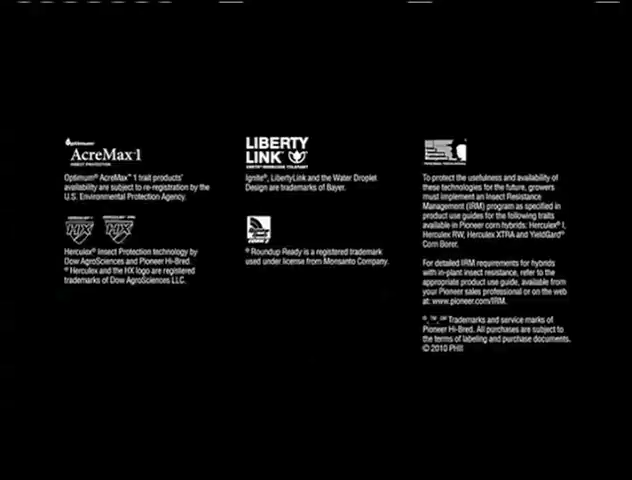 optimum®
AcreMax™1
INSECT PROTECTION
Optimum® AcreMax™ 1 trait products'
availability are subject to re-registration by the
U.S. Environmental Protection Agency.
HX HX
Herculex® Insect Protection technology by
Dow AgroSciences and Pioneer Hi-Bred.
® Herculex and the HX logo are registered
trademarks of Dow AgroSciences LLC.
LIBERTY
LINK®
Ignite®, LibertyLink and the Water Droplet
Design are trademarks of Bayer.
® Roundup Ready is a registered trademark
used under license from Monsanto Company.
To protect the usefulness and availability of
these technologies for the future, growers
must implement an Insect Resistance
Management (IRM) program as specified in
product use guides for the following traits
available in Pioneer corn hybrids: Herculex® I,
Herculex RW, Herculex XTRA and YieldGard®
Corn Borer.
For detailed IRM requirements for hybrids
with in-plant insect resistance, refer to the
appropriate product use guide, available from
your Pioneer sales professional or on the web
at: www.pioneer.com/IRM.
®,™,℠ Trademarks and service marks of
Pioneer Hi-Bred. All purchases are subject to
the terms of labeling and purchase documents.
© 2010 PHII